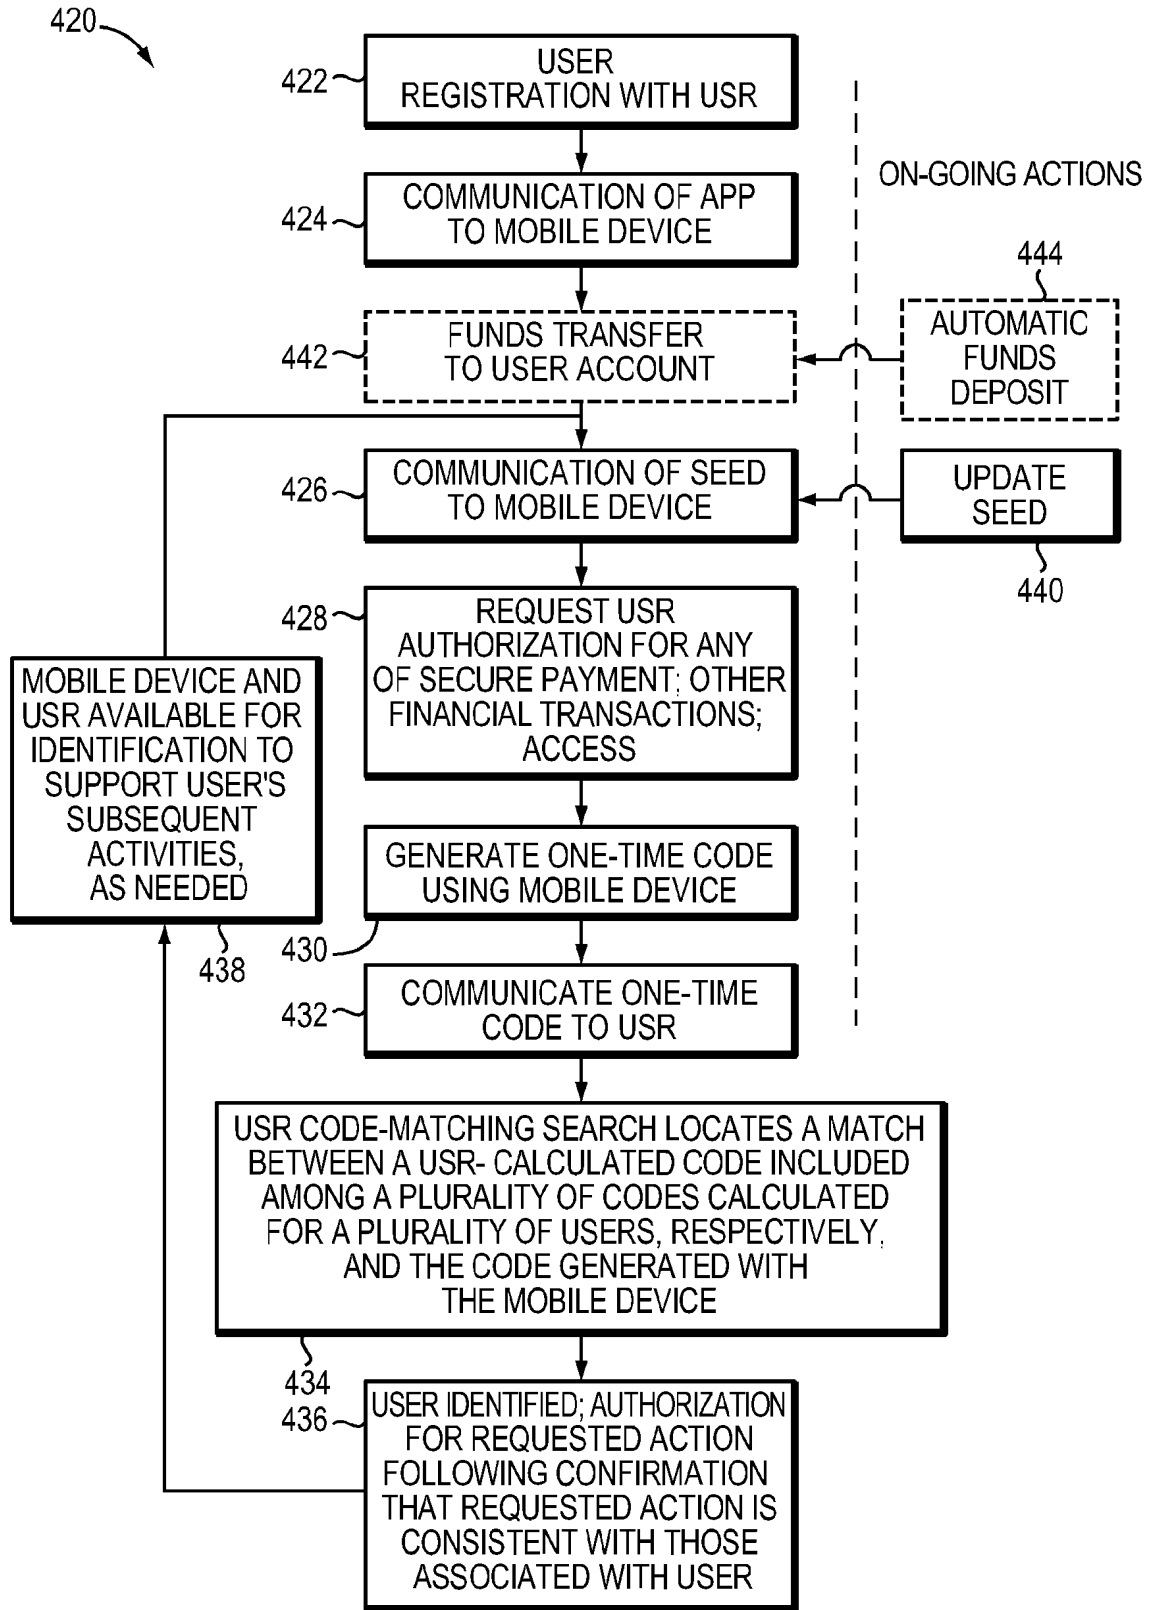 420
422
USER
REGISTRATION WITH USR
ON-GOING ACTIONS
424
COMMUNICATION OF APP
TO MOBILE DEVICE
442
FUNDS TRANSFER
TO USER ACCOUNT
444
AUTOMATIC
FUNDS
DEPOSIT
426
COMMUNICATION OF SEED
TO MOBILE DEVICE
UPDATE
SEED
440
428
REQUEST USR
AUTHORIZATION FOR ANY
OF SECURE PAYMENT; OTHER
FINANCIAL TRANSACTIONS;
ACCESS
MOBILE DEVICE AND
USR AVAILABLE FOR
IDENTIFICATION TO
SUPPORT USER'S
SUBSEQUENT
ACTIVITIES,
AS NEEDED
438
GENERATE ONE-TIME CODE
USING MOBILE DEVICE
430
432
COMMUNICATE ONE-TIME
CODE TO USR
USR CODE-MATCHING SEARCH LOCATES A MATCH
BETWEEN A USR- CALCULATED CODE INCLUDED
AMONG A PLURALITY OF CODES CALCULATED
FOR A PLURALITY OF USERS, RESPECTIVELY,
AND THE CODE GENERATED WITH
THE MOBILE DEVICE
434
436
USER IDENTIFIED; AUTHORIZATION
FOR REQUESTED ACTION
FOLLOWING CONFIRMATION
THAT REQUESTED ACTION IS
CONSISTENT WITH THOSE
ASSOCIATED WITH USER